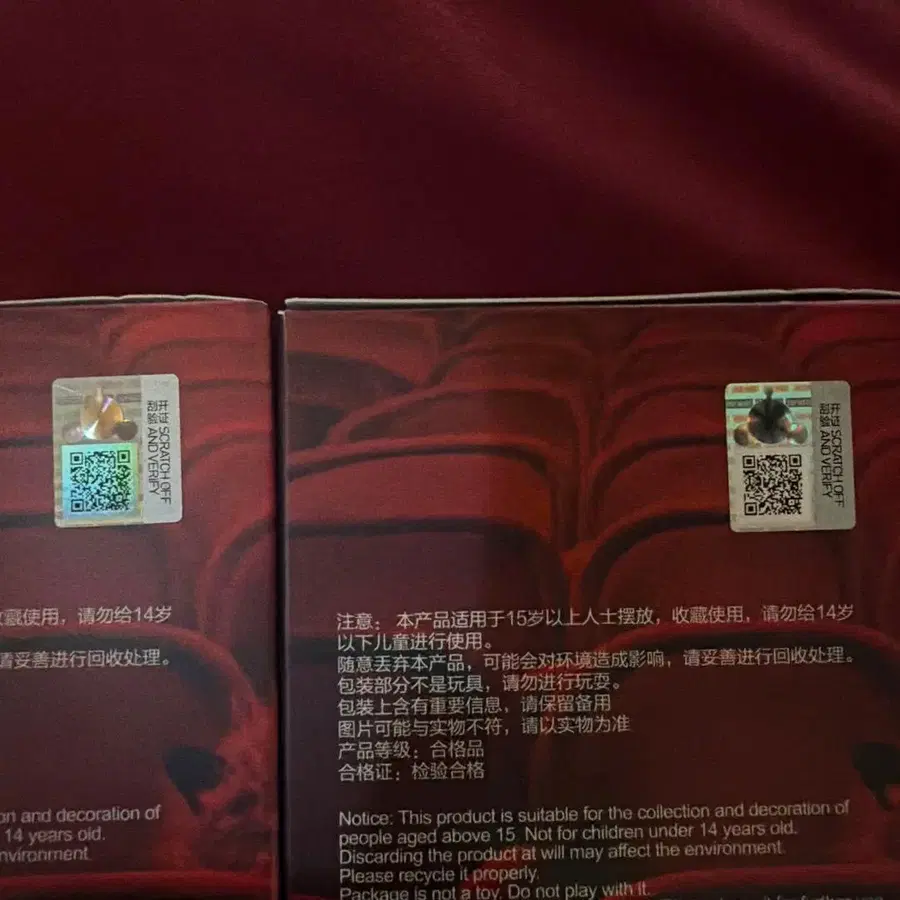 开盒 SCRATCH OFF
刮验 AND VERIFY
开盒 SCRATCH OFF
刮验 AND VERIFY
收藏使用，请勿给14岁
请妥善进行回收处理。
on and decoration of
14 years old.
nvironment
注意：本产品适用于15岁以上人士摆放，收藏使用，请勿给14岁
以下儿童进行使用。
随意丢弃本产品，可能会对环境造成影响，请妥善进行回收处理。
包装部分不是玩具，请勿进行玩耍。
包装上含有重要信息，请保留备用
图片可能与实物不符，请以实物为准
产品等级：合格品
合格证：检验合格
Notice: This product is suitable for the collection and decoration of
people aged above 15. Not for children under 14 years old.
Discarding the product at will may affect the environment.
Please recycle it properly.
Package is not a toy. Do not play with it.